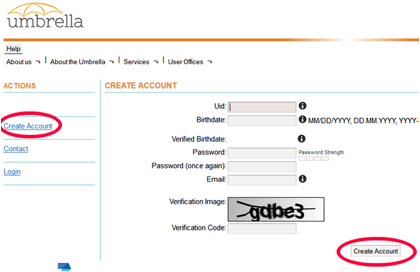 umbrella
Help
About us | About the Umbrella | Services | User Offices
ACTIONS
Create Account
Contact
Login
CREATE ACCOUNT
Uid:
Birthdate: MM/DD/YYYY, DD.MM.YYYY, YYYY-
Verified Birthdate:
Password: Password Strength
Password (once again):
Email:
Verification Image: gdbe3
Verification Code:
Create Account